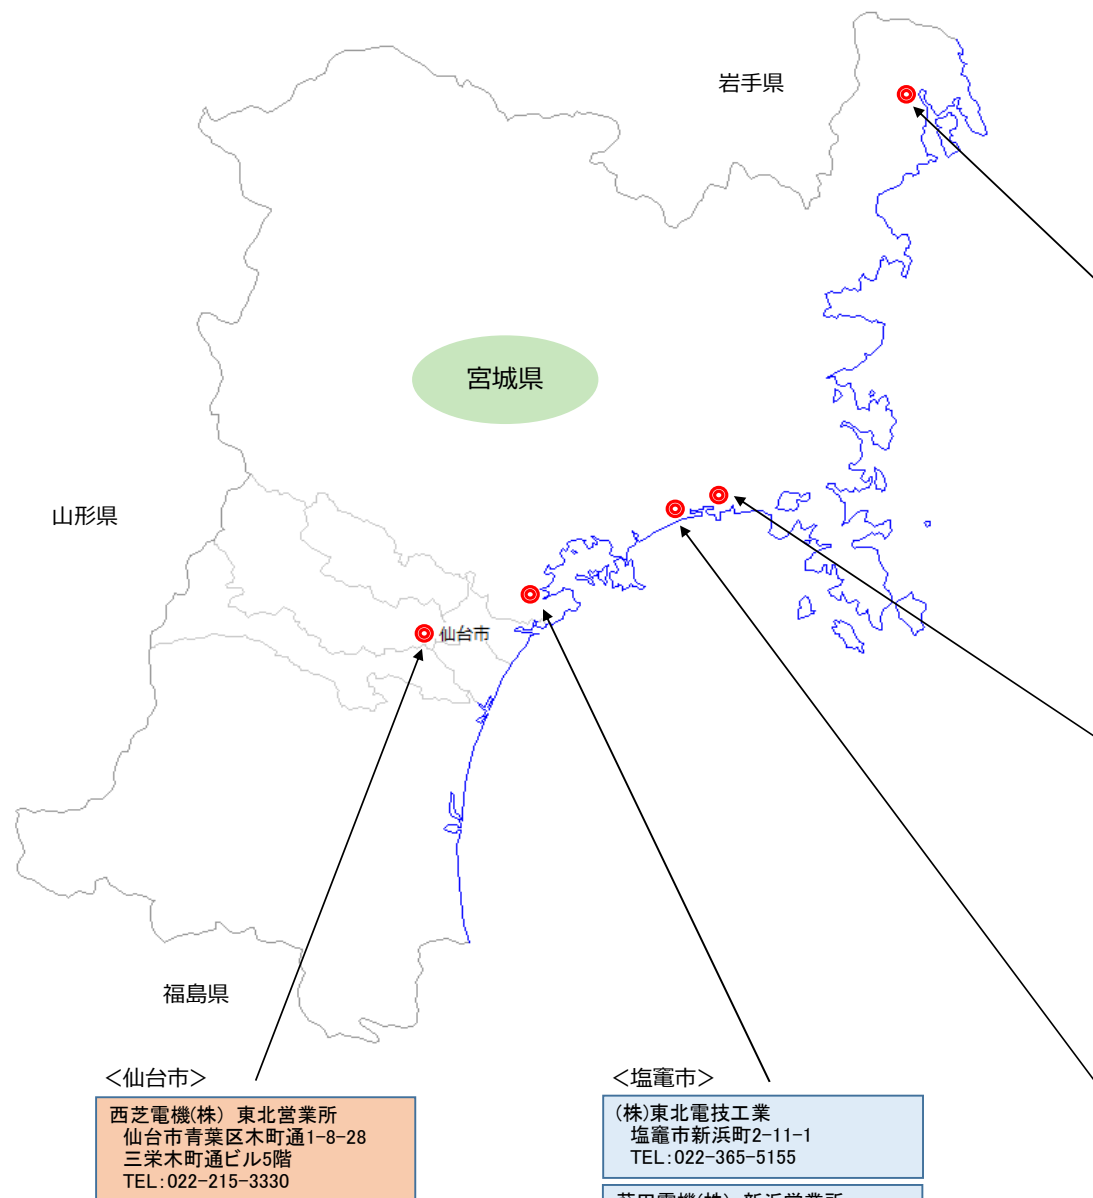 岩手県
宮城県
山形県
仙台市
福島県
<仙台市>
西芝電機(株) 東北営業所
仙台市青葉区木町通1-8-28
三栄木町通ビル5階
TEL:022-215-3330
<塩竈市>
(株)東北電技工業
塩竈市新浜町2-11-1
TEL:022-365-5155